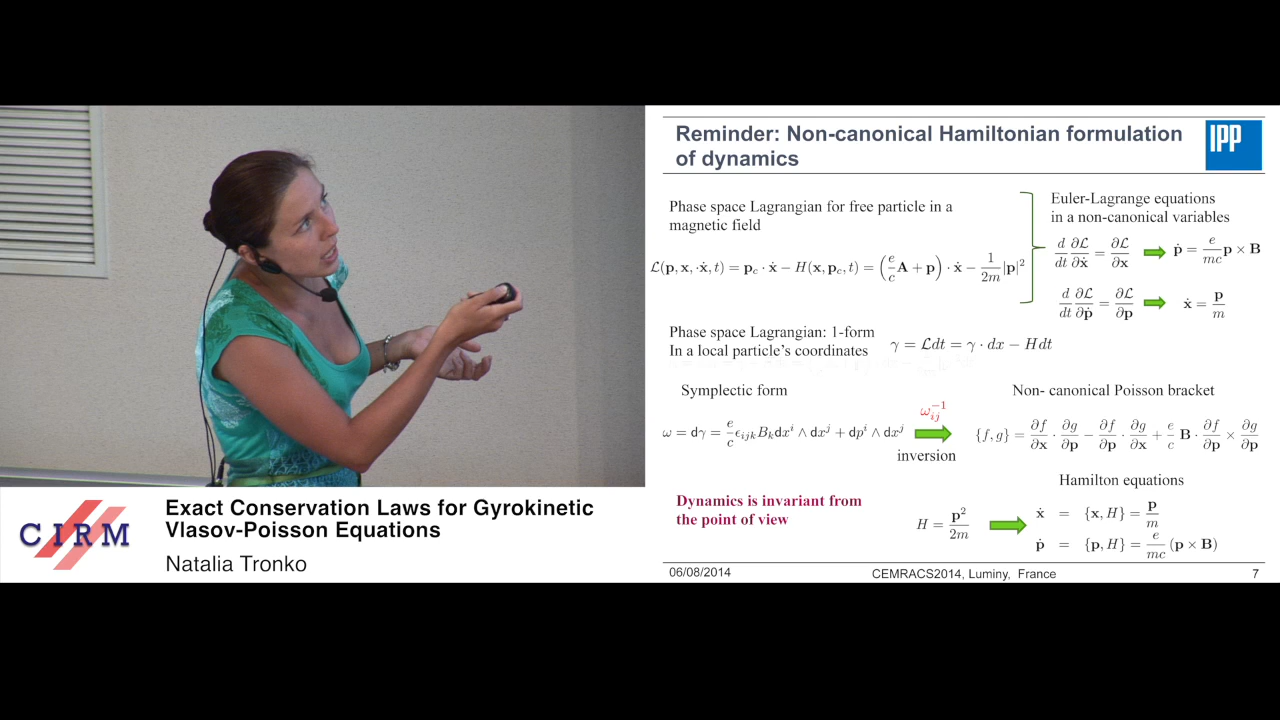 Reminder: Non-canonical Hamiltonian formulation
of dynamics
IPP
Phase space Lagrangian for free particle in a
magnetic field
ℒ(p, x, ·ẋ, t) = p_c · ẋ − H(x, p_c, t) = (e/c A + p) · ẋ − 1/2m |p|²
Euler-Lagrange equations
in a non-canonical variables
d/dt ∂ℒ/∂ẋ = ∂ℒ/∂x ṗ = e/mc p × B
d/dt ∂ℒ/∂ṗ = ∂ℒ/∂p ẋ = p/m
Phase space Lagrangian: 1-form
In a local particle's coordinates
γ = ℒdt = γ · dx − Hdt
Symplectic form
ω = dγ = e/c ϵ_ijk B_k dx^i ∧ dx^j + dp^i ∧ dx^j
ω_ij^−1
inversion
Non- canonical Poisson bracket
{f, g} = ∂f/∂x · ∂g/∂p − ∂f/∂p · ∂g/∂x + e/c B · ∂f/∂p × ∂g/∂p
Hamilton equations
Dynamics is invariant from
the point of view
H = p²/2m
ẋ = {x, H} = p/m
ṗ = {p, H} = e/mc (p × B)
06/08/2014
CEMRACS2014, Luminy, France
7
CIRM
Exact Conservation Laws for Gyrokinetic
Vlasov-Poisson Equations
Natalia Tronko